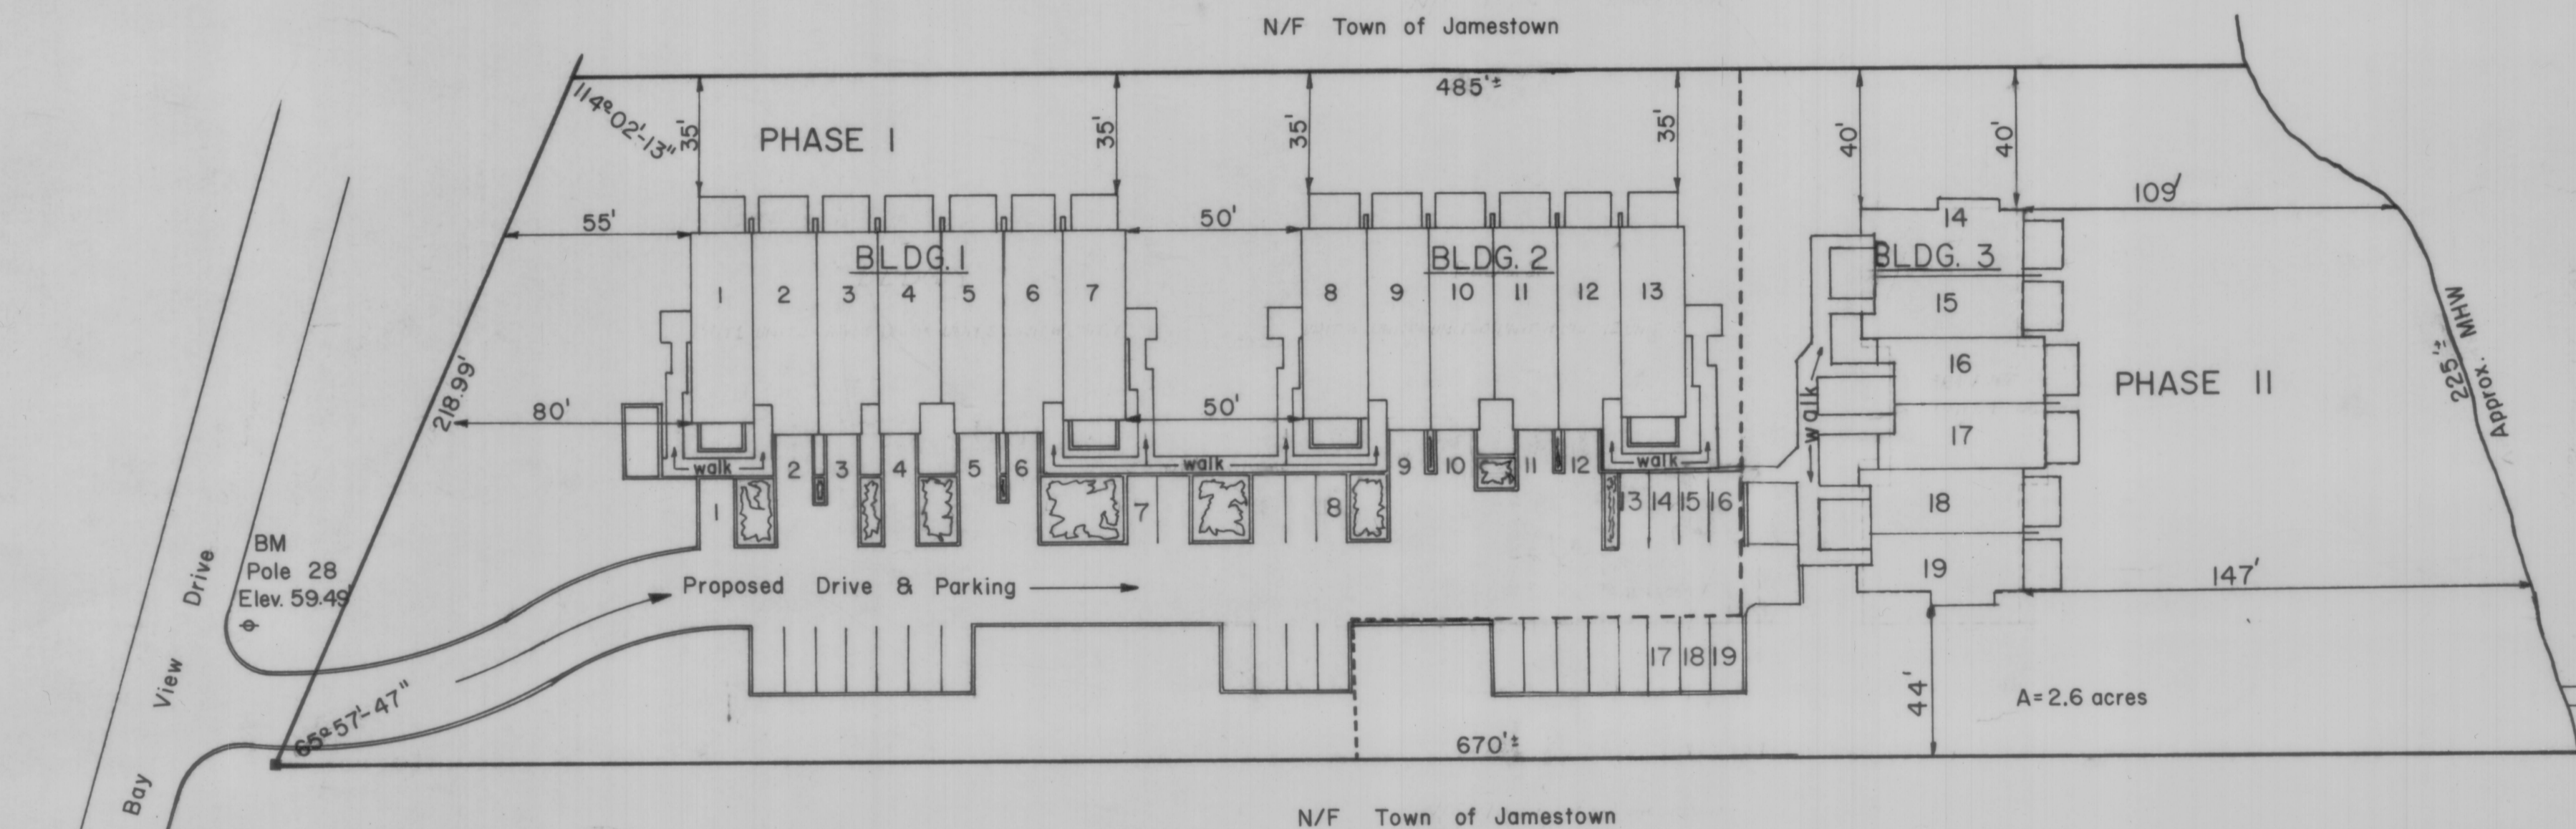 N/F Town of Jamestown
485'±
114°02'-13"
35'
PHASE I
35'
35'
35'
40'
40'
55'
50'
109'
BLDG. 1
BLDG. 2
14
BLDG. 3
1 2 3 4 5 6 7
8 9 10 11 12 13
15
16
17
18
19
PHASE II
225'±
Approx. MHW
218.99'
80'
50'
walk
walk
walk
walk
1 2 3 4 5 6 7 8 9 10 11 12 13 14 15 16
BM
Pole 28
Elev. 59.49'
Proposed Drive & Parking
147'
17 18 19
44'
A=2.6 acres
Bay View Drive
65°57'-47"
670'±
N/F Town of Jamestown